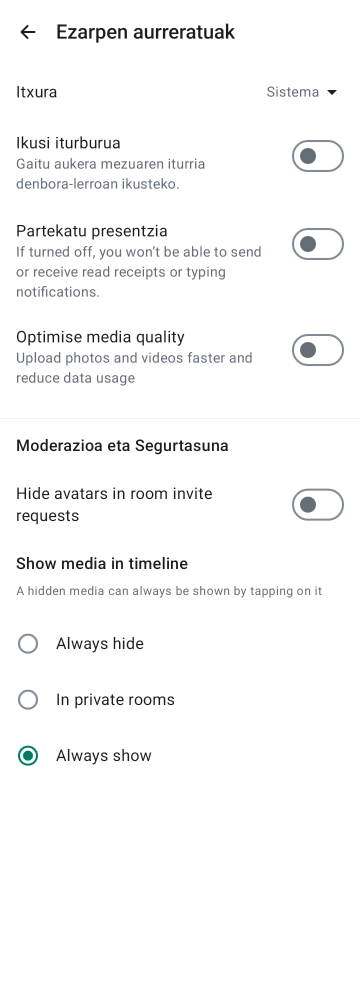 Ezarpen aurreratuak
Itxura
Sistema
Ikusi iturburua
Gaitu aukera mezuaren iturria
denbora-lerroan ikusteko.
Partekatu presentzia
If turned off, you won’t be able to send
or receive read receipts or typing
notifications.
Optimise media quality
Upload photos and videos faster and
reduce data usage
Moderazioa eta Segurtasuna
Hide avatars in room invite
requests
Show media in timeline
A hidden media can always be shown by tapping on it
Always hide
In private rooms
Always show